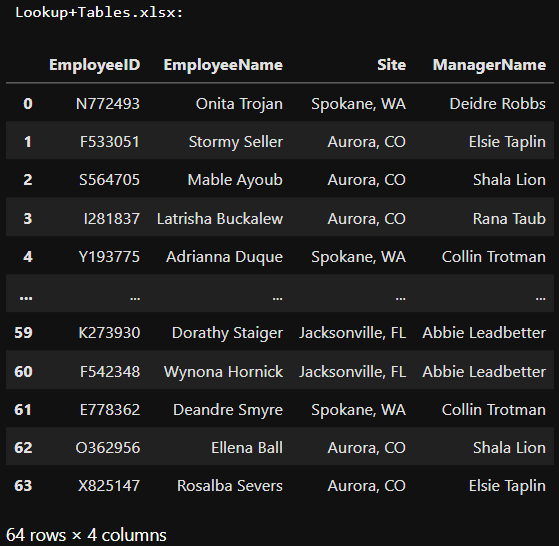 Lookup+Tables.xlsx:
EmployeeID EmployeeName Site ManagerName
0 N772493 Onita Trojan Spokane, WA Deidre Robbs
1 F533051 Stormy Seller Aurora, CO Elsie Taplin
2 S564705 Mable Ayoub Aurora, CO Shala Lion
3 I281837 Latrisha Buckalew Aurora, CO Rana Taub
4 Y193775 Adrianna Duque Spokane, WA Collin Trotman
... ... ... ... ...
59 K273930 Dorathy Staiger Jacksonville, FL Abbie Leadbetter
60 F542348 Wynona Hornick Jacksonville, FL Abbie Leadbetter
61 E778362 Deandre Smyre Spokane, WA Collin Trotman
62 O362956 Ellena Ball Aurora, CO Shala Lion
63 X825147 Rosalba Severs Aurora, CO Elsie Taplin
64 rows × 4 columns